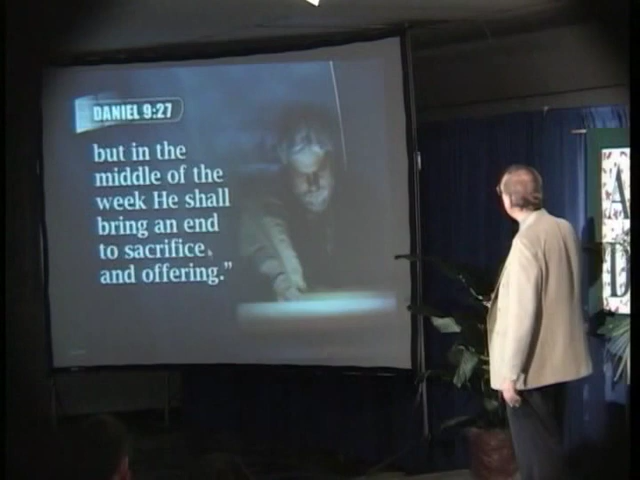 DANIEL 9:27
but in the
middle of the
week He shall
bring an end
to sacrifice
and offering."
A
D